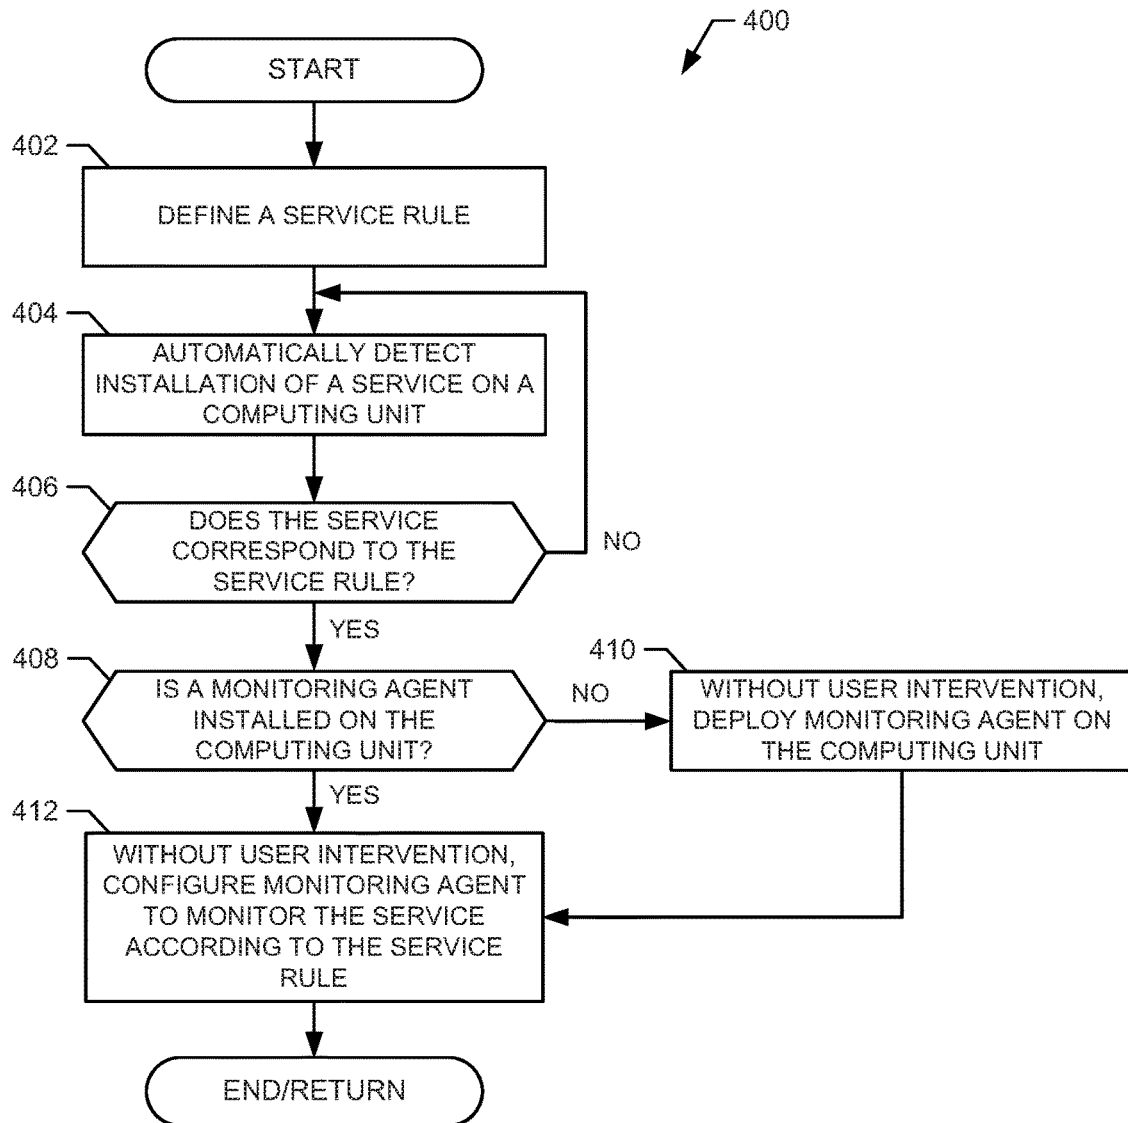 400
START
402
DEFINE A SERVICE RULE
404
AUTOMATICALLY DETECT
INSTALLATION OF A SERVICE ON A
COMPUTING UNIT
406
DOES THE SERVICE
CORRESPOND TO THE
SERVICE RULE?
NO
YES
408
IS A MONITORING AGENT
INSTALLED ON THE
COMPUTING UNIT?
NO
410
WITHOUT USER INTERVENTION,
DEPLOY MONITORING AGENT ON
THE COMPUTING UNIT
YES
412
WITHOUT USER INTERVENTION,
CONFIGURE MONITORING AGENT
TO MONITOR THE SERVICE
ACCORDING TO THE SERVICE
RULE
END/RETURN